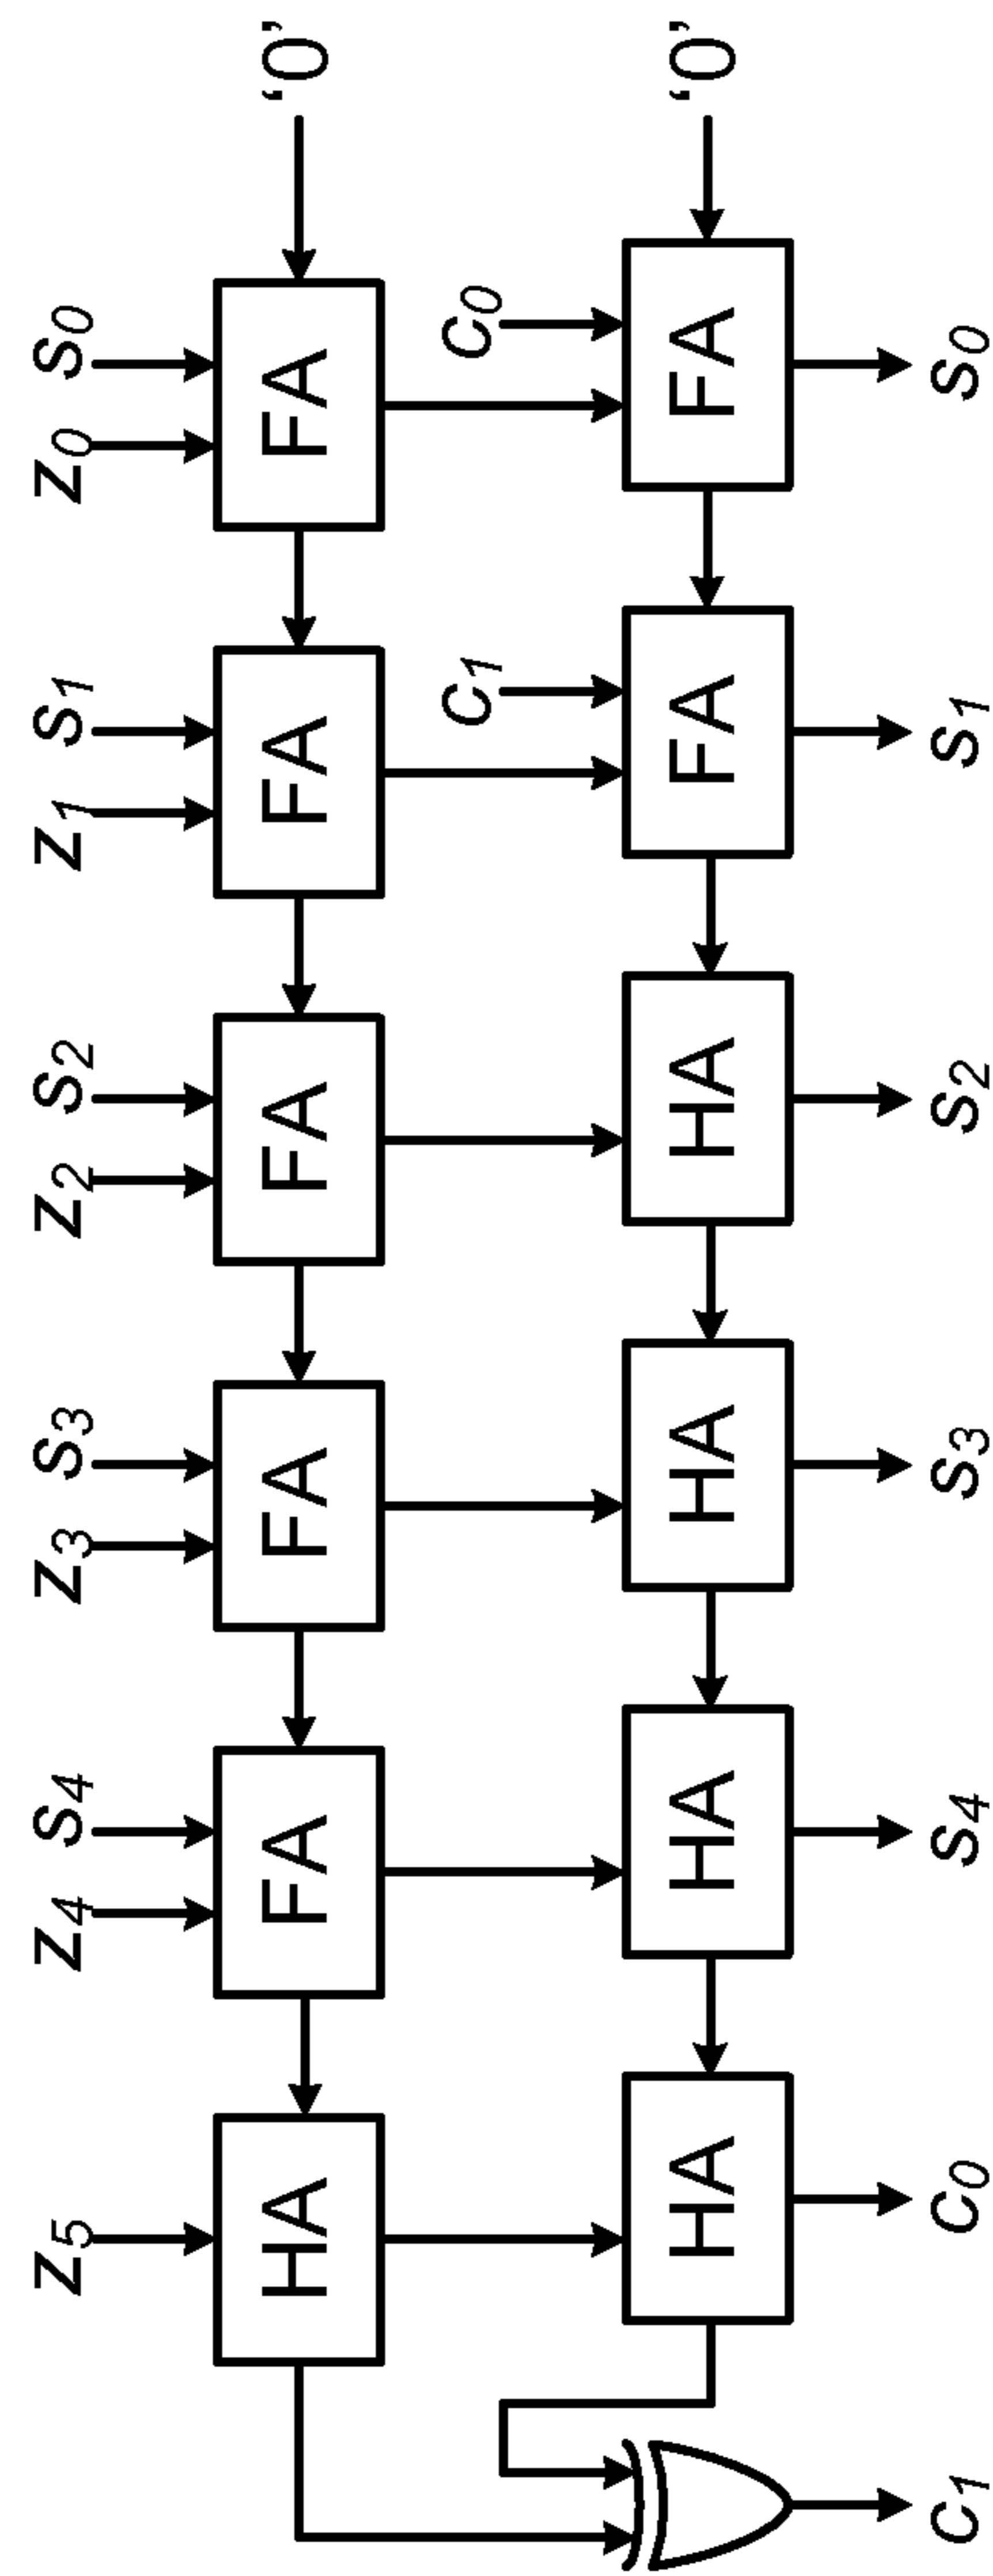 z5 z4 s4 z3 s3 z2 s2 z1 s1 z0 s0
HA FA FA FA FA FA ‘0’
c1 c0
HA HA HA HA FA FA ‘0’
c1 c0 s4 s3 s2 s1 s0